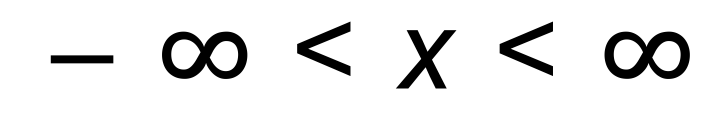 − ∞ < x < ∞